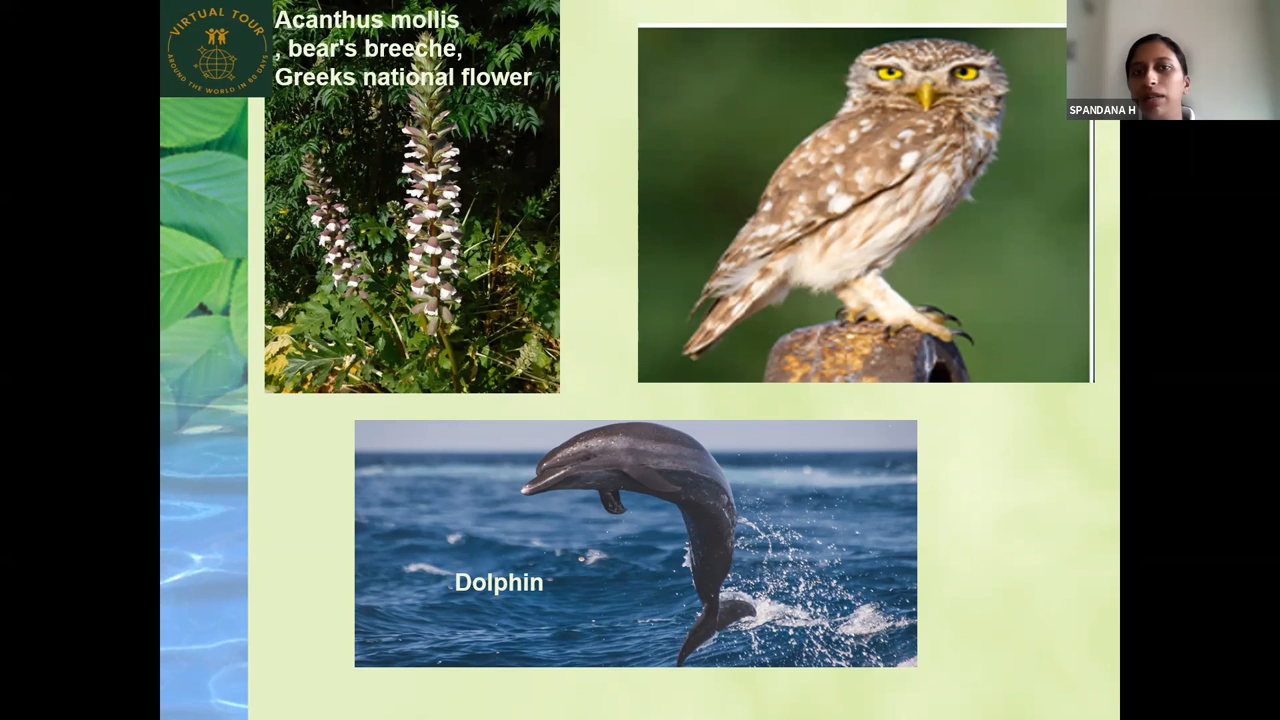 VIRTUAL TOUR
AROUND THE WORLD IN 80 DAYS
Acanthus mollis
, bear's breeche,
Greeks national flower
SPANDANA H
Dolphin